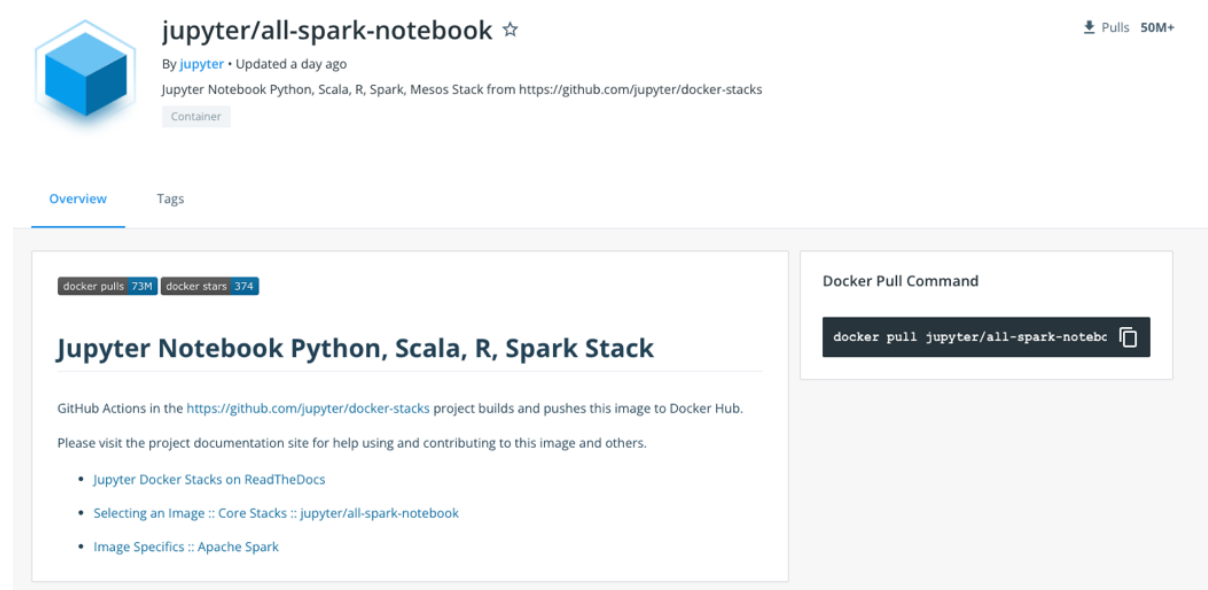 jupyter/all-spark-notebook
Pulls 50M+
By jupyter • Updated a day ago
Jupyter Notebook Python, Scala, R, Spark, Mesos Stack from https://github.com/jupyter/docker-stacks
Container
Overview Tags
docker pulls 73M docker stars 374
Jupyter Notebook Python, Scala, R, Spark Stack
GitHub Actions in the https://github.com/jupyter/docker-stacks project builds and pushes this image to Docker Hub.
Please visit the project documentation site for help using and contributing to this image and others.
• Jupyter Docker Stacks on ReadTheDocs
• Selecting an Image :: Core Stacks :: jupyter/all-spark-notebook
• Image Specifics :: Apache Spark
Docker Pull Command
docker pull jupyter/all-spark-notebc